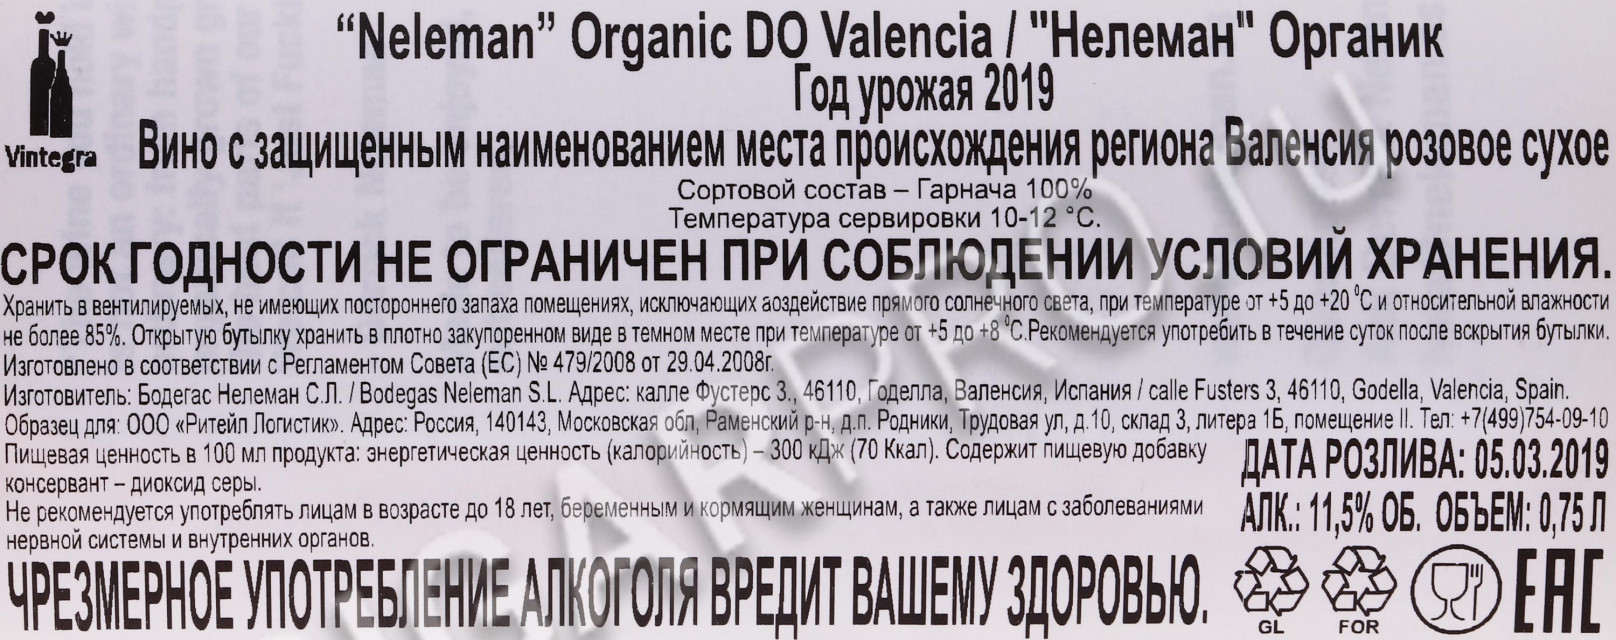 “Neleman” Organic DO Valencia / "Нелеман" Органик
Год урожая 2019
Vintegra
Вино с защищенным наименованием места происхождения региона Валенсия розовое сухое
Сортовой состав – Гарнача 100%
Температура сервировки 10-12 °C.
СРОК ГОДНОСТИ НЕ ОГРАНИЧЕН ПРИ СОБЛЮДЕНИИ УСЛОВИЙ ХРАНЕНИЯ.
Хранить в вентилируемых, не имеющих постороннего запаха помещениях, исключающих воздействие прямого солнечного света, при температуре от +5 до +20 °C и относительной влажности
не более 85%. Открытую бутылку хранить в плотно закупоренном виде в темном месте при температуре от +5 до +8 °C.Рекомендуется употребить в течение суток после вскрытия бутылки.
Изготовлено в соответствии с Регламентом Совета (ЕС) № 479/2008 от 29.04.2008г.
Изготовитель: Бодегас Нелеман С.Л. / Bodegas Neleman S.L. Адрес: калле Фустерс 3., 46110, Годелла, Валенсия, Испания / calle Fusters 3, 46110, Godella, Valencia, Spain.
Образец для: ООО «Ритейл Логистик». Адрес: Россия, 140143, Московская обл, Раменский р-н, д.п. Родники, Трудовая ул, д.10, склад 3, литера 1Б, помещение II. Тел: +7(499)754-09-10
Пищевая ценность в 100 мл продукта: энергетическая ценность (калорийность) – 300 кДж (70 Ккал). Содержит пищевую добавку
консервант – диоксид серы.
Не рекомендуется употреблять лицам в возрасте до 18 лет, беременным и кормящим женщинам, а также лицам с заболеваниями
нервной системы и внутренних органов.
ДАТА РОЗЛИВА: 05.03.2019
АЛК.: 11,5% ОБ. ОБЪЕМ: 0,75 Л
ЧРЕЗМЕРНОЕ УПОТРЕБЛЕНИЕ АЛКОГОЛЯ ВРЕДИТ ВАШЕМУ ЗДОРОВЬЮ.
GL
FOR
EAC
CIGARPRO.ru